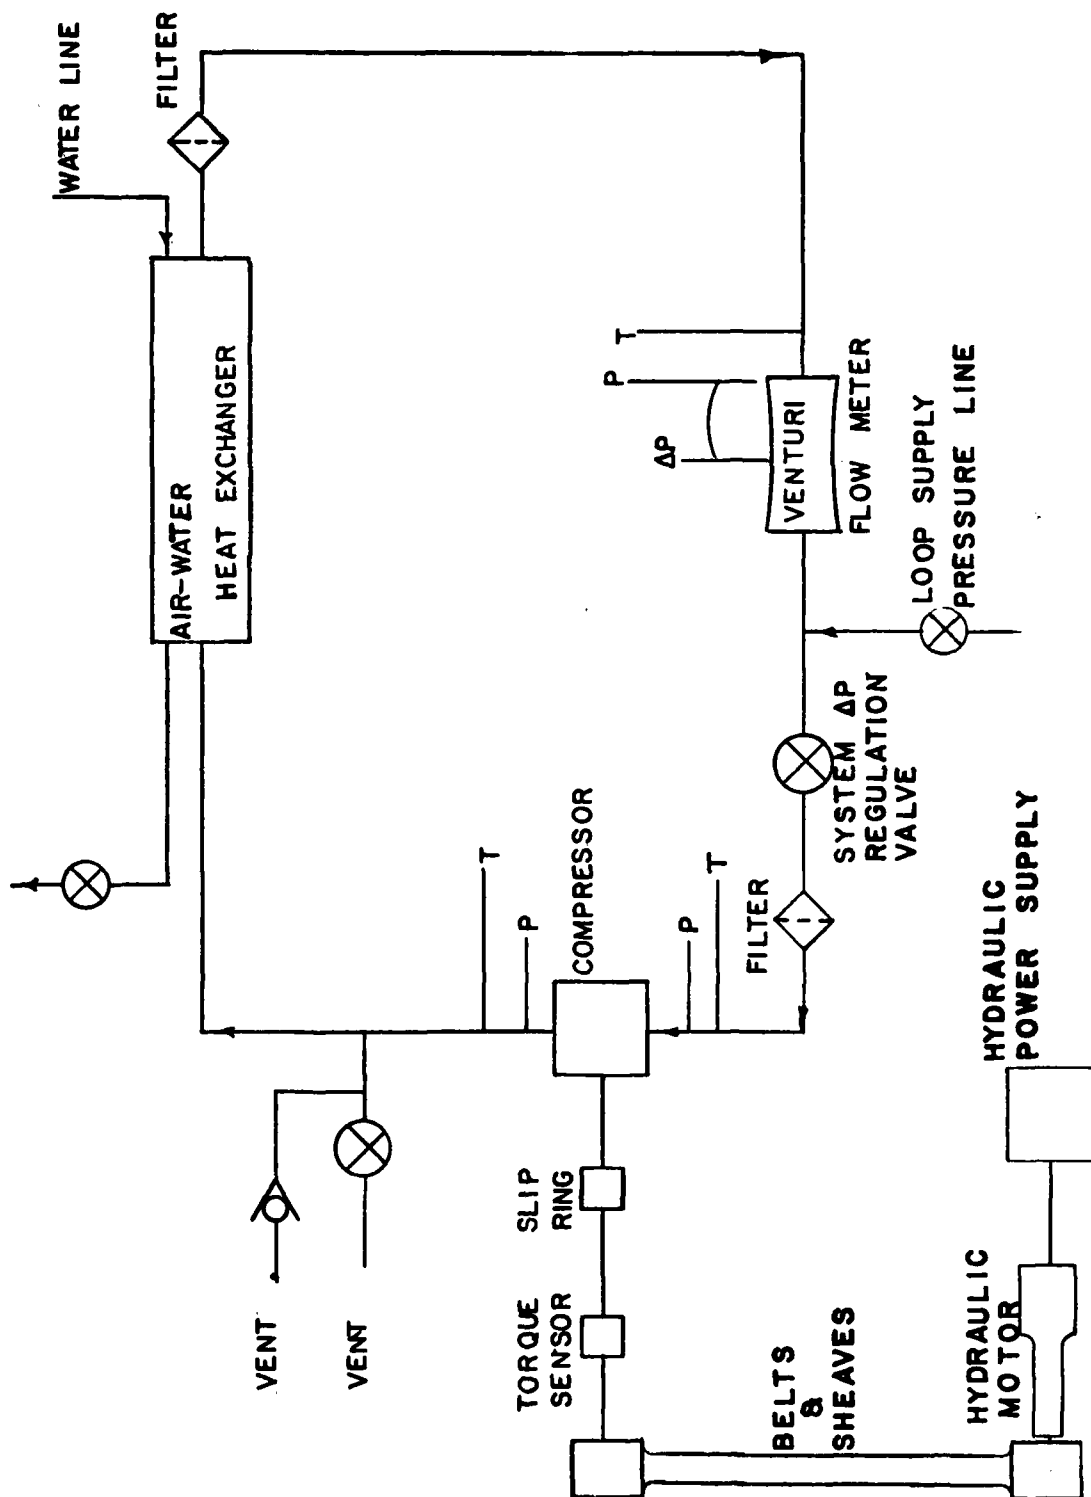 WATER LINE
FILTER
AIR-WATER
HEAT EXCHANGER
VENT
VENT
T
P
COMPRESSOR
SLIP
RING
TORQUE
SENSOR
P
T
FILTER
T
P
ΔP
VENTURI
FLOW METER
LOOP SUPPLY
PRESSURE LINE
SYSTEM ΔP
REGULATION
VALVE
BELTS
&
SHEAVES
HYDRAULIC
MOTOR
HYDRAULIC
POWER SUPPLY